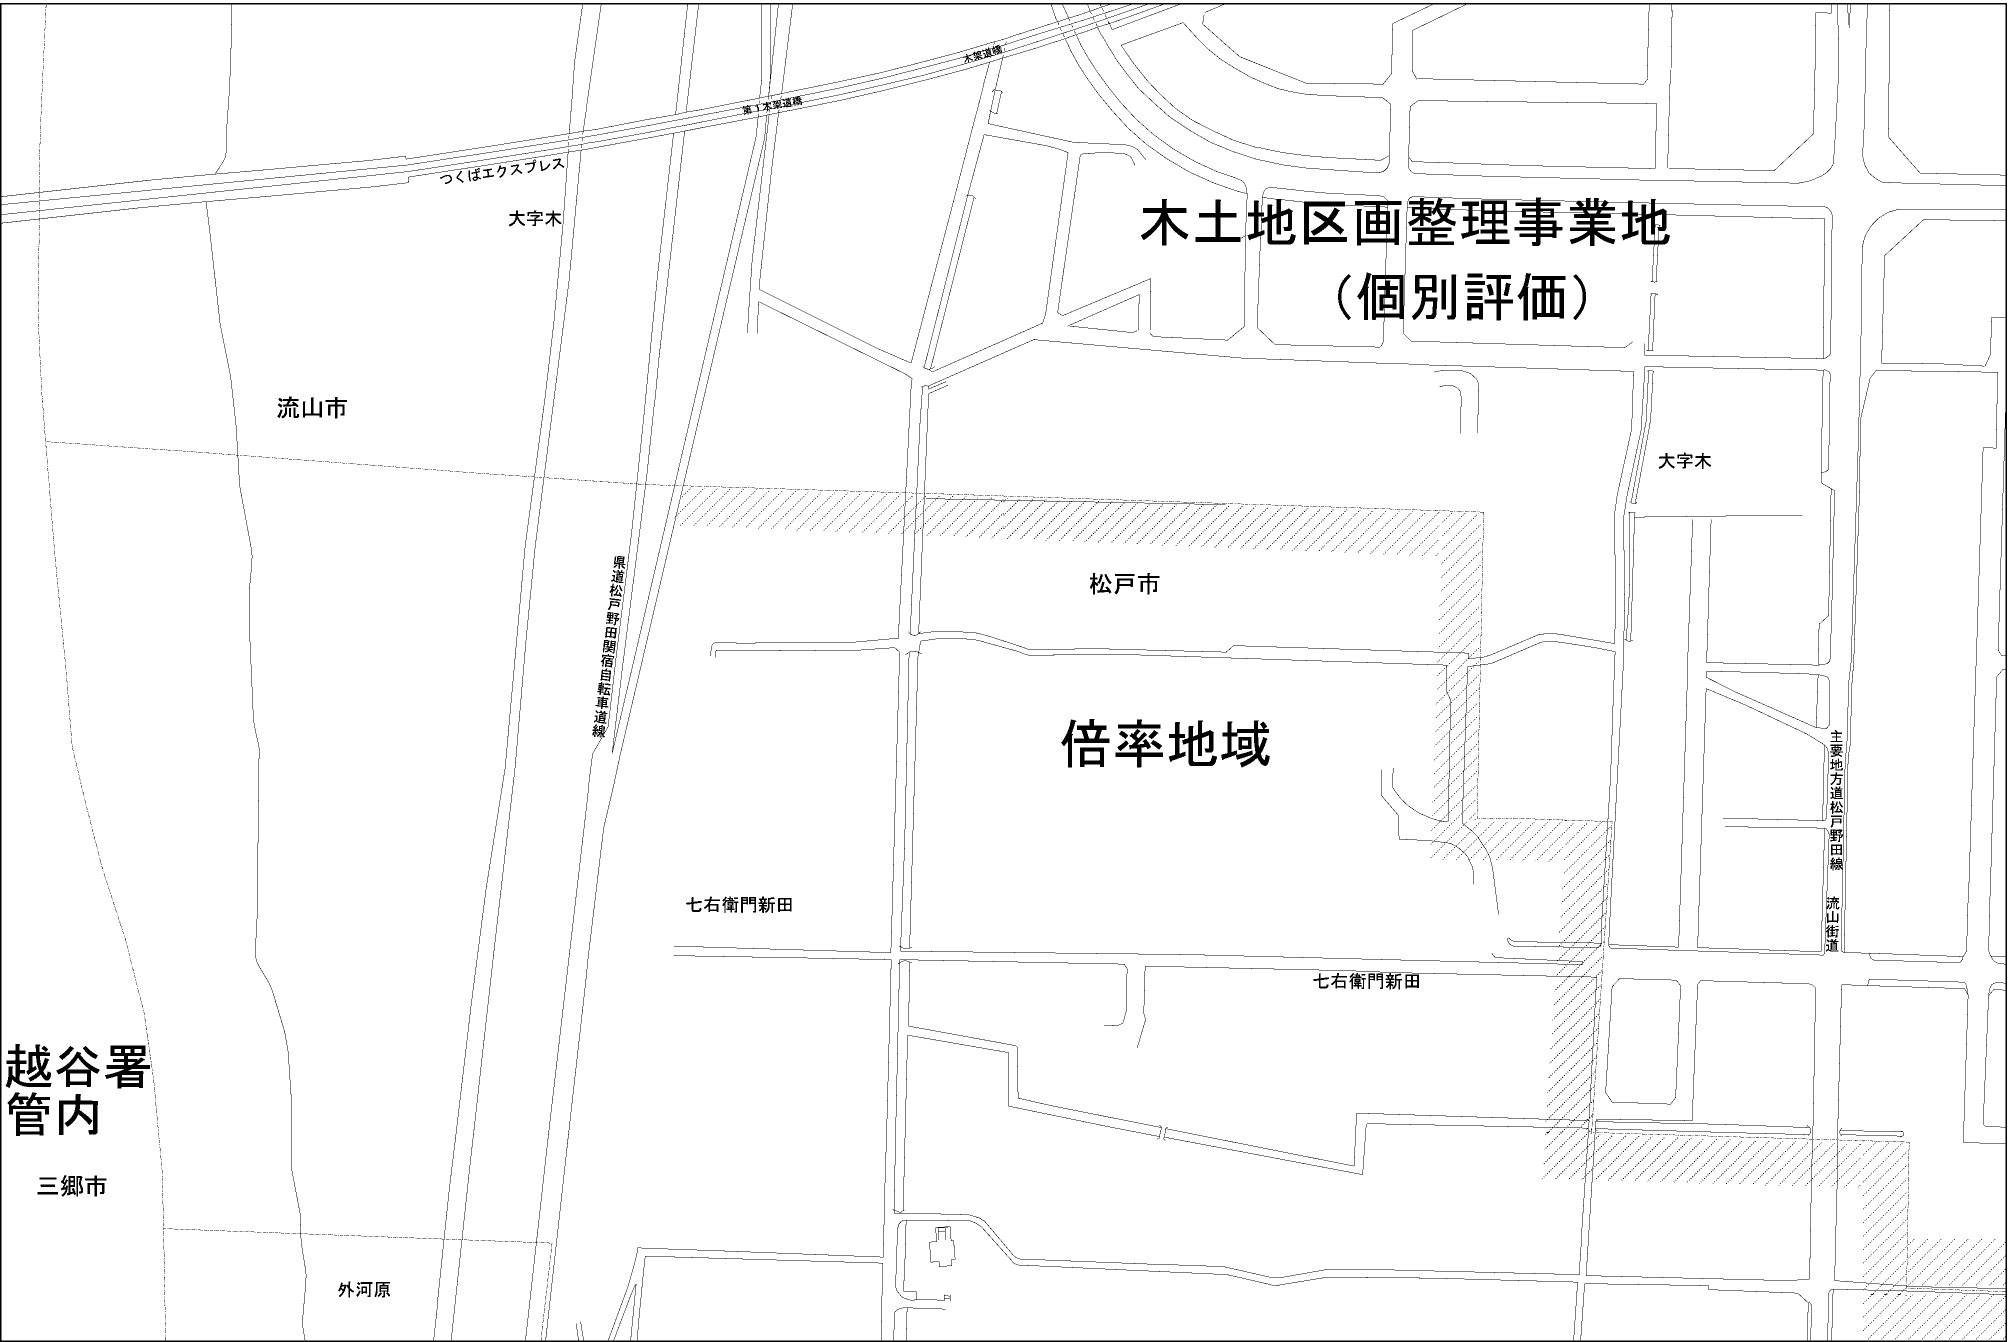 木架道橋
第1木架道橋
つくばエクスプレス
大字木
木土地区画整理事業地
（個別評価）
流山市
大字木
県道松戸野田関宿自転車道線
松戸市
倍率地域
主要地方道松戸野田線 流山街道
七右衛門新田
七右衛門新田
越谷署
管内
三郷市
外河原